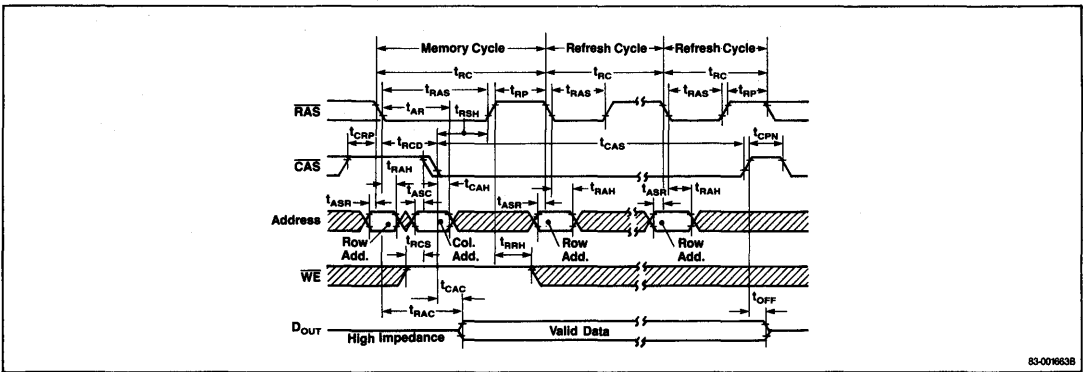 Memory Cycle Refresh Cycle Refresh Cycle
tRC tRC tRC
tRAS tRP tRAS tRAS tRP
tAR tRSH
RAS
tCRP tRCD tCAS tCPN
CAS
tRAH tCAH tRAH tRAH
tASR tASC tASR tASR
Address
Row Add. Col. Add. Row Add. Row Add.
tRCS tRRH
WE
tCAC tOFF
tRAC
DOUT
High Impedance Valid Data
83-001663B